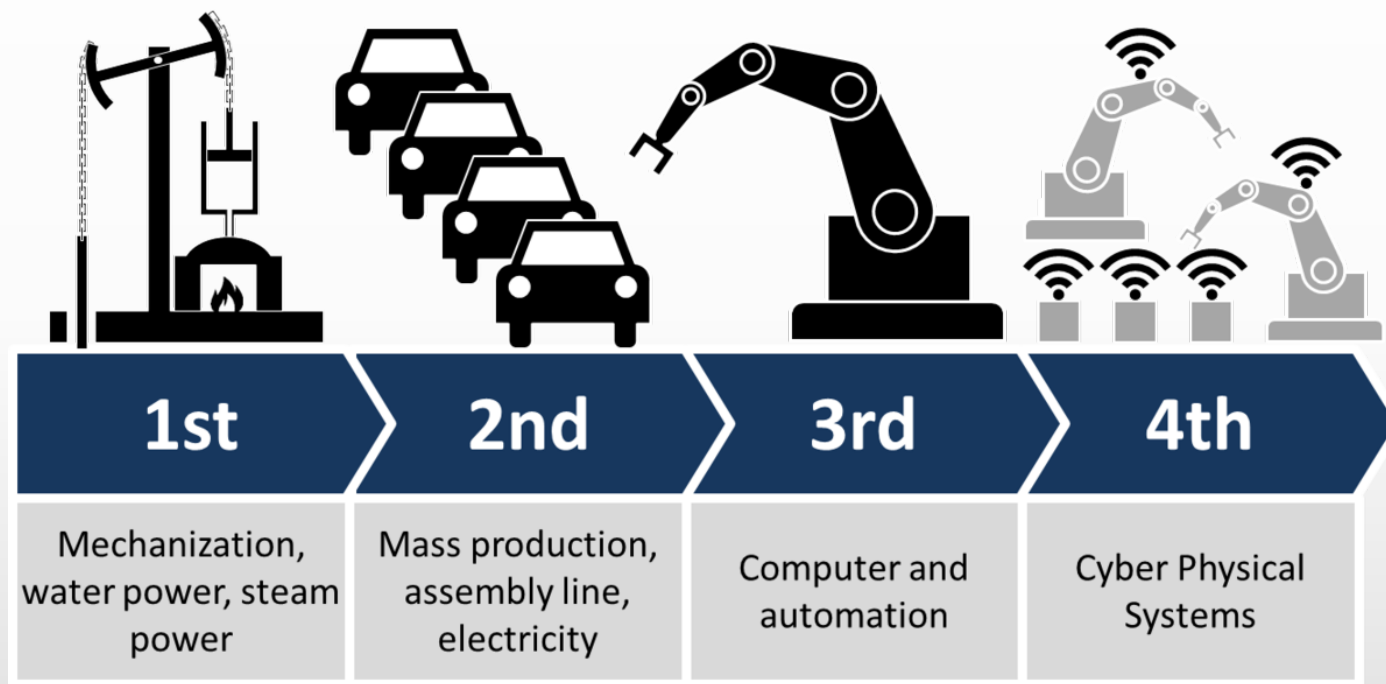 1st
2nd
3rd
4th
Mechanization,
water power, steam
power
Mass production,
assembly line,
electricity
Computer and
automation
Cyber Physical
Systems